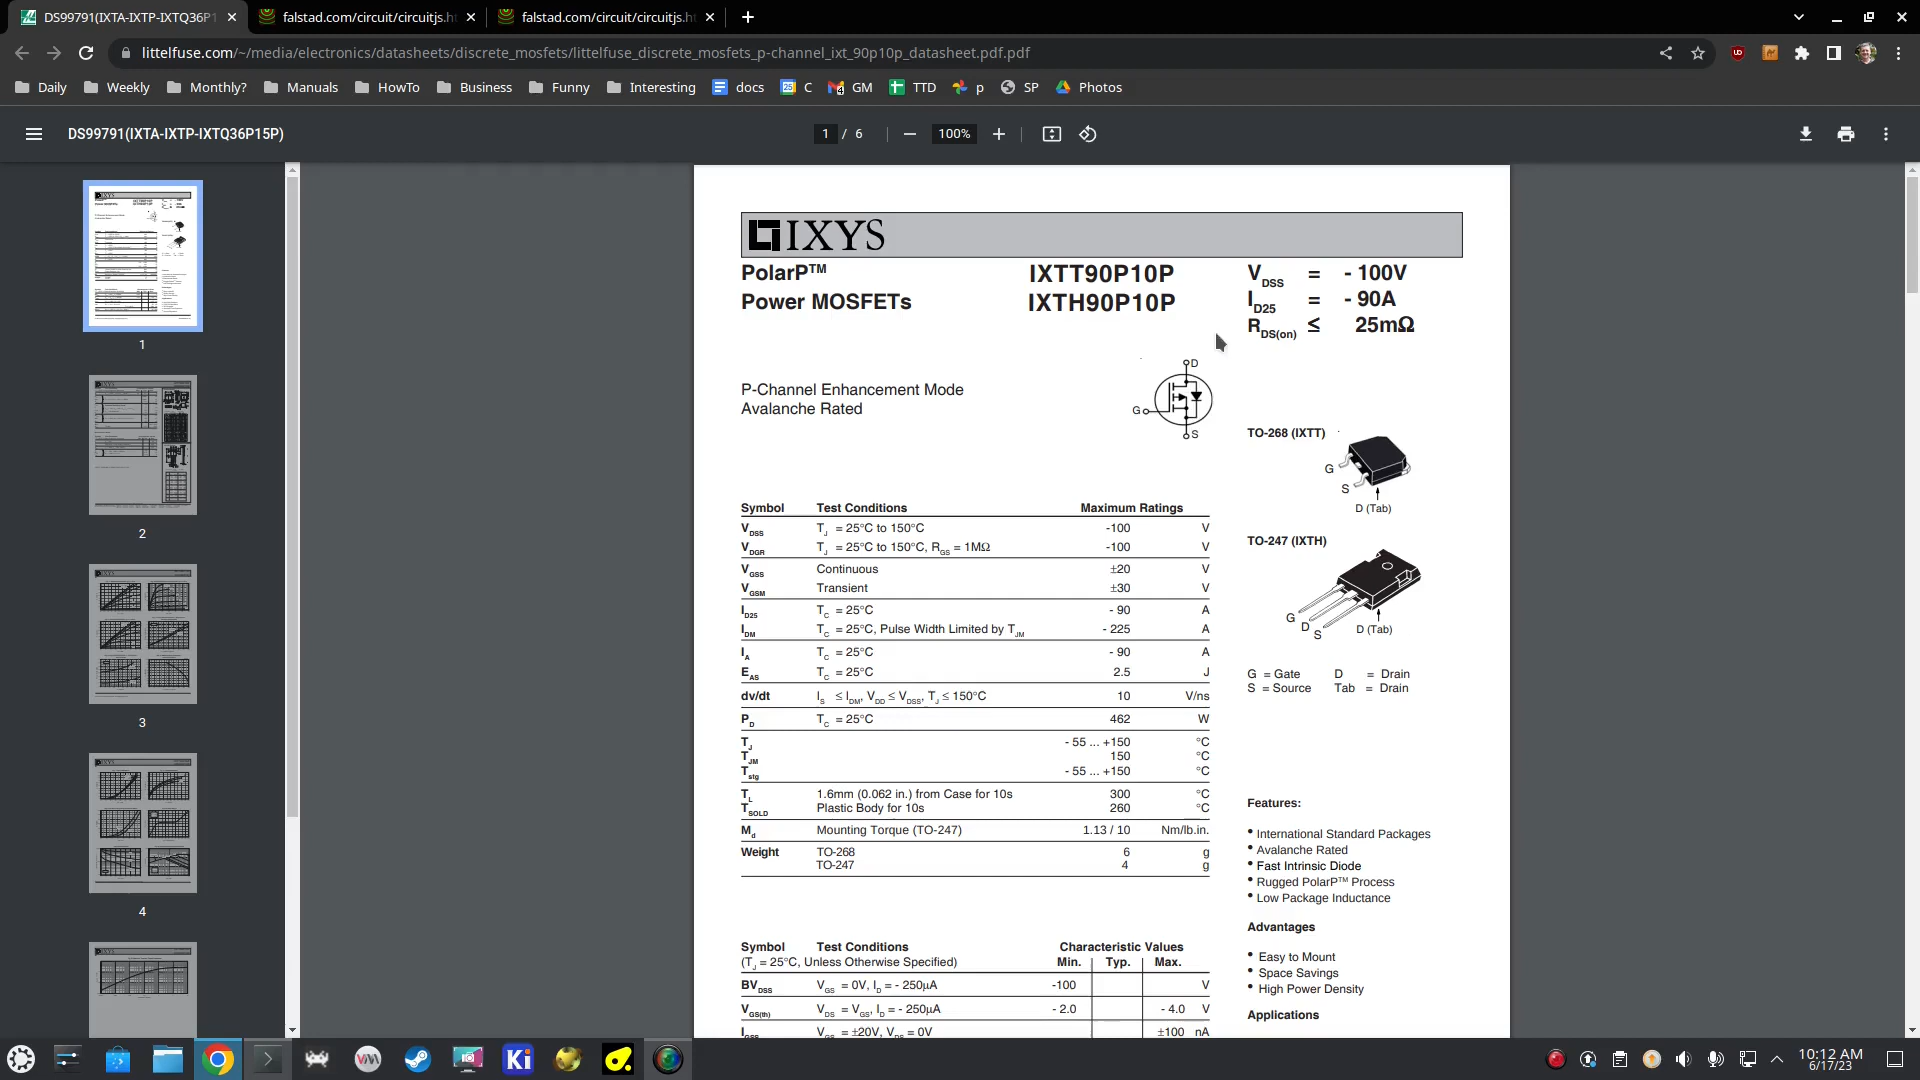 DS99791(IXTA-IXTP-IXTQ36P1
falstad.com/circuit/circuitjs.ht
falstad.com/circuit/circuitjs.ht
littelfuse.com/~/media/electronics/datasheets/discrete_mosfets/littelfuse_discrete_mosfets_p-channel_ixt_90p10p_datasheet.pdf.pdf
Daily Weekly Monthly? Manuals HowTo Business Funny Interesting docs C GM TTD p SP Photos
DS99791(IXTA-IXTP-IXTQ36P15P)
1 / 6
100%
1
2
3
4
IXYS
PolarP™ IXTT90P10P
Power MOSFETs IXTH90P10P
VDSS = - 100V
ID25 = - 90A
RDS(on) ≤ 25mΩ
P-Channel Enhancement Mode
Avalanche Rated
D
G
S
TO-268 (IXTT)
G
S
D (Tab)
TO-247 (IXTH)
G
D
S
D (Tab)
G = Gate D = Drain
S = Source Tab = Drain
Symbol Test Conditions Maximum Ratings
VDSS TJ = 25°C to 150°C -100 V
VDGR TJ = 25°C to 150°C, RGS = 1MΩ -100 V
VGSS Continuous ±20 V
VGSM Transient ±30 V
ID25 TC = 25°C - 90 A
IDM TC = 25°C, Pulse Width Limited by TJM - 225 A
IA TC = 25°C - 90 A
EAS TC = 25°C 2.5 J
dv/dt IS ≤ IDM, VDD ≤ VDSS, TJ ≤ 150°C 10 V/ns
PD TC = 25°C 462 W
TJ - 55 ... +150 °C
TJM 150 °C
Tstg - 55 ... +150 °C
TL 1.6mm (0.062 in.) from Case for 10s 300 °C
TSOLD Plastic Body for 10s 260 °C
Md Mounting Torque (TO-247) 1.13 / 10 Nm/lb.in.
Weight TO-268 6 g
TO-247 4 g
Features:
• International Standard Packages
• Avalanche Rated
• Fast Intrinsic Diode
• Rugged PolarP™ Process
• Low Package Inductance
Advantages
• Easy to Mount
• Space Savings
• High Power Density
Applications
Symbol Test Conditions Characteristic Values
(TJ = 25°C, Unless Otherwise Specified) Min. Typ. Max.
BVDSS VGS = 0V, ID = - 250μA -100 V
VGS(th) VDS = VGS, ID = - 250μA - 2.0 - 4.0 V
IGSS VGS = ±20V, VDS = 0V ±100 nA
10:12 AM
6/17/23